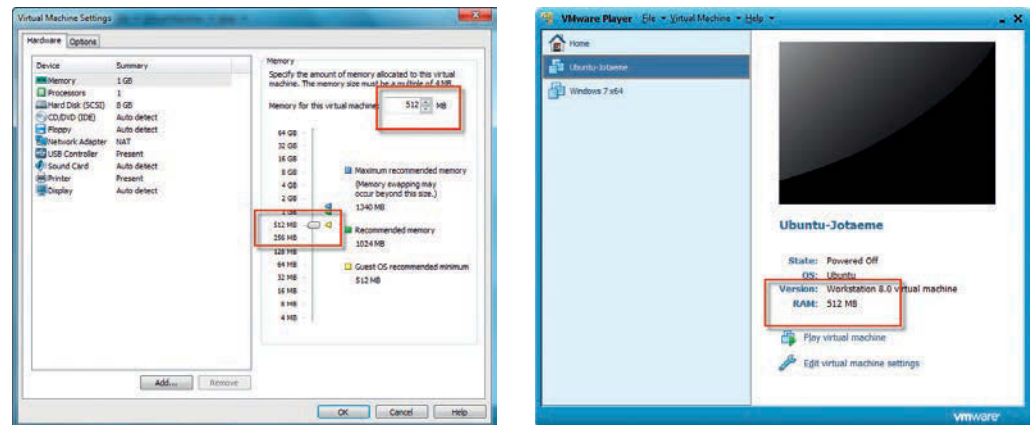 Virtual Machine Settings
Hardware Options
Device Summary
Memory 1 GB
Processors 1
Hard Disk (SCSI) 8 GB
CD/DVD (IDE) Auto detect
Floppy Auto detect
Network Adapter NAT
USB Controller Present
Sound Card Auto detect
Printer Present
Display Auto detect
Add... Remove
Memory
Specify the amount of memory allocated to this virtual
machine. The memory size must be a multiple of 4 MB.
Memory for this virtual machine: 512 MB
64 GB
32 GB
16 GB
8 GB
4 GB
2 GB
1 GB
512 MB
256 MB
128 MB
64 MB
32 MB
16 MB
8 MB
4 MB
Maximum recommended memory
(Memory swapping may
occur beyond this size.)
1340 MB
Recommended memory
1024 MB
Guest OS recommended minimum
512 MB
OK Cancel Help
VMware Player File Virtual Machine Help
Home
Ubuntu-Jotaeme
Windows 7 x64
Ubuntu-Jotaeme
State: Powered Off
OS: Ubuntu
Version: Workstation 8.0 virtual machine
RAM: 512 MB
Play virtual machine
Edit virtual machine settings
vmware